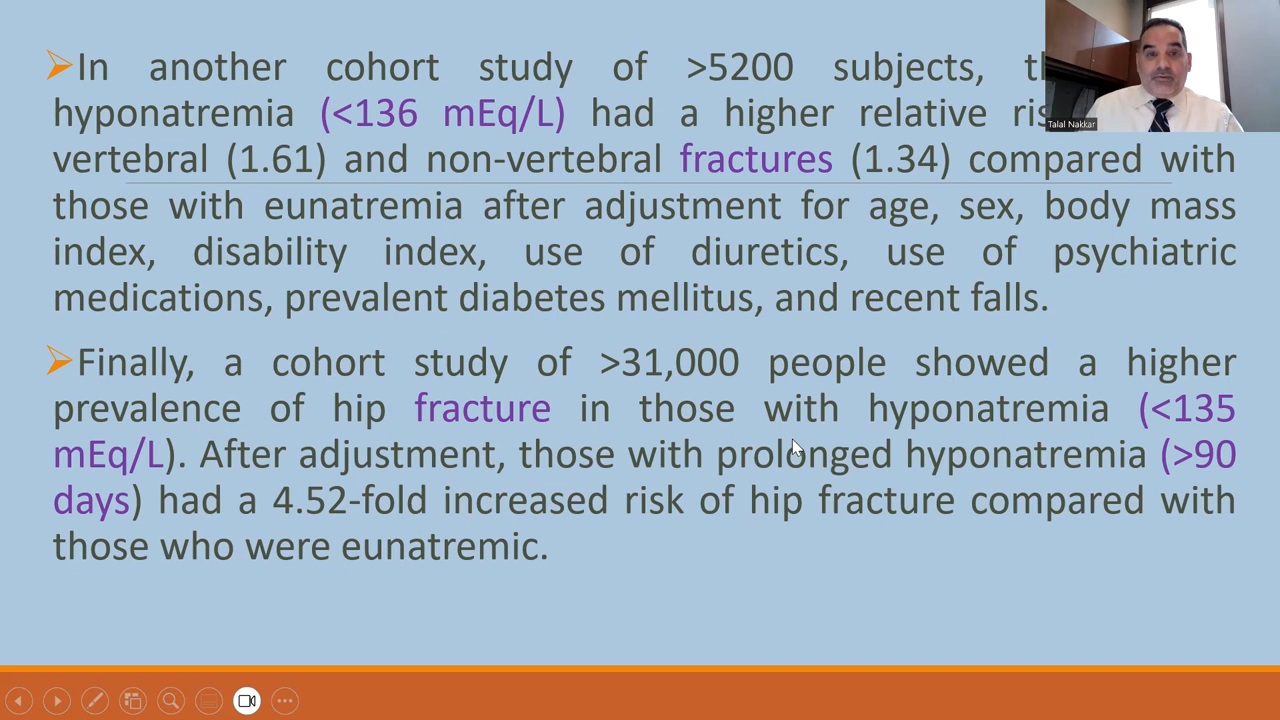 In another cohort study of >5200 subjects,
hyponatremia (<136 mEq/L) had a higher relative
vertebral (1.61) and non-vertebral fractures (1.34) compared with
those with eunatremia after adjustment for age, sex, body mass
index, disability index, use of diuretics, use of psychiatric
medications, prevalent diabetes mellitus, and recent falls.
Finally, a cohort study of >31,000 people showed a higher
prevalence of hip fracture in those with hyponatremia (<135
mEq/L). After adjustment, those with prolonged hyponatremia (>90
days) had a 4.52-fold increased risk of hip fracture compared with
those who were eunatremic.
Talal Nakkar